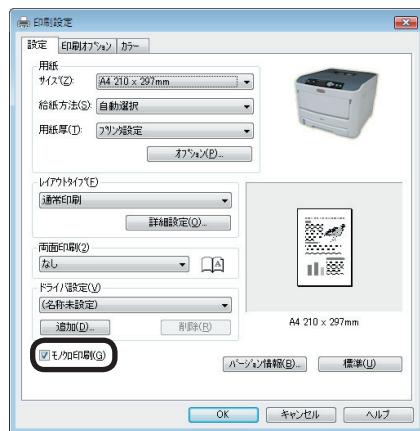 印刷設定
設定 印刷オプション カラー
用紙
サイズ(Z): A4 210 x 297mm
給紙方法(S): 自動選択
用紙厚(T): プリンタ設定
オプション(P)...
レイアウトタイプ(E)
通常印刷
詳細設定(O)...
両面印刷(2)
なし
A
ドライバ設定(V)
(名称未設定)
追加(D)... 削除(R)
A4 210 x 297mm
モノクロ印刷(G)
バージョン情報(B)... 標準(U)
OK キャンセル ヘルプ